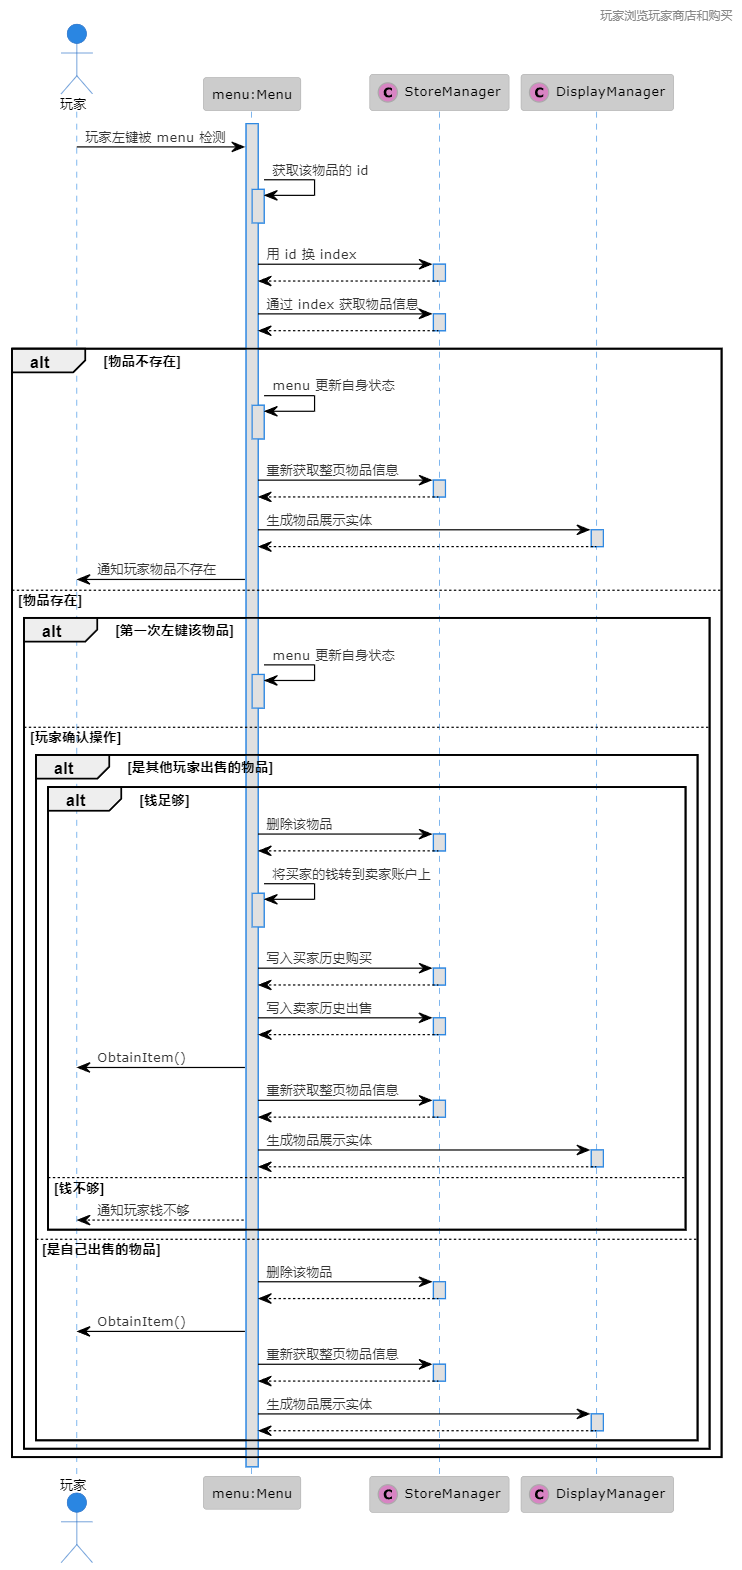 玩家浏览玩家商店和购买
玩家
menu:Menu
C StoreManager
C DisplayManager
玩家左键被 menu 检测
获取该物品的 id
用 id 换 index
通过 index 获取物品信息
alt [物品不存在]
menu 更新自身状态
重新获取整页物品信息
生成物品展示实体
通知玩家物品不存在
[物品存在]
alt [第一次左键该物品]
menu 更新自身状态
[玩家确认操作]
alt [是其他玩家出售的物品]
alt [钱足够]
删除该物品
将买家的钱转到卖家账户上
写入买家历史购买
写入卖家历史出售
ObtainItem()
重新获取整页物品信息
生成物品展示实体
[钱不够]
通知玩家钱不够
[是自己出售的物品]
删除该物品
ObtainItem()
重新获取整页物品信息
生成物品展示实体
玩家
menu:Menu
C StoreManager
C DisplayManager